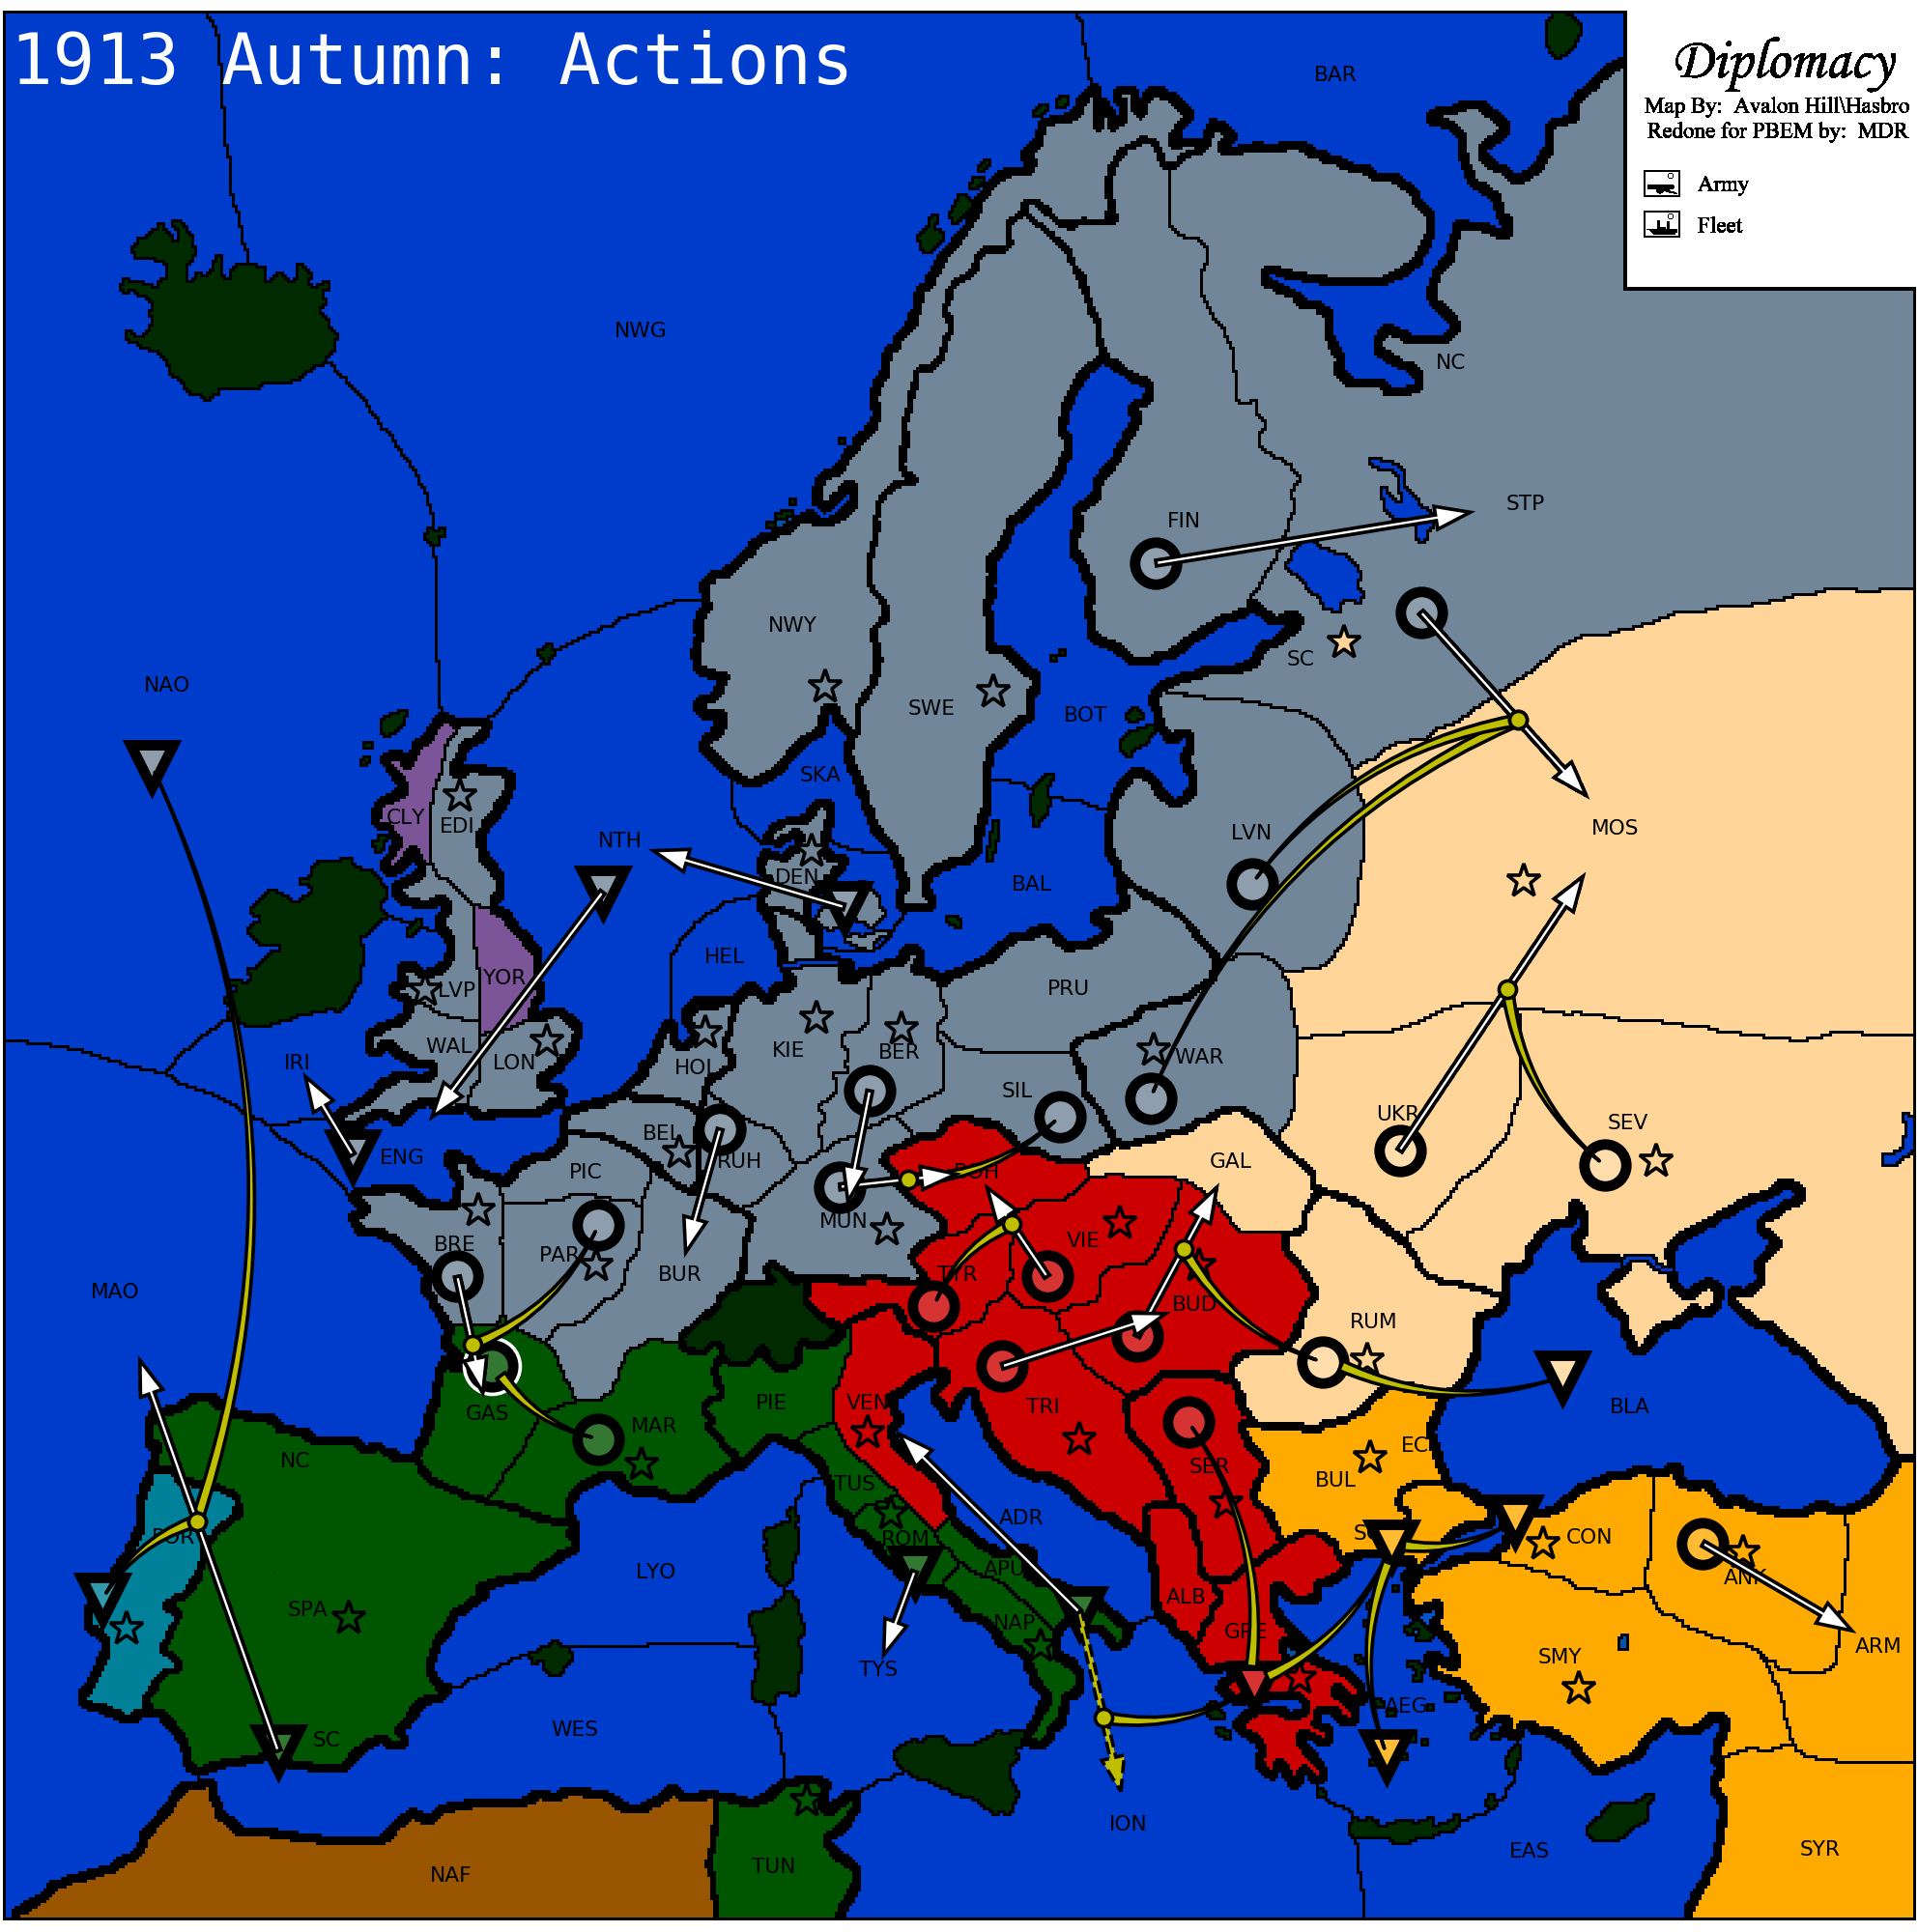 1913 Autumn: Actions
Diplomacy
Map By: Avalon Hill\Hasbro
Redone for PBEM by: MDR
Army
Fleet
BAR
NWG
NC
STP
FIN
NWY
SC
NAO
SWE
BOT
SKA
CLY
EDI
NTH
LVN
MOS
DEN
BAL
HEL
YOR
LVP
PRU
WAL
LON
IRI
HOL
KIE
BER
WAR
SIL
UKR
SEV
BEL
ENG
PIC
RUH
BOH
GAL
MUN
BRE
PAR
VIE
BUR
TYR
MAO
BUD
RUM
GAS
MAR
PIE
VEN
TRI
BLA
NC
TUS
SER
EC
BUL
POR
ROM
ADR
SC
CON
LYO
APU
ANK
SPA
NAP
ALB
GRE
ARM
TYS
SMY
AEG
WES
SC
ION
EAS
SYR
NAF
TUN